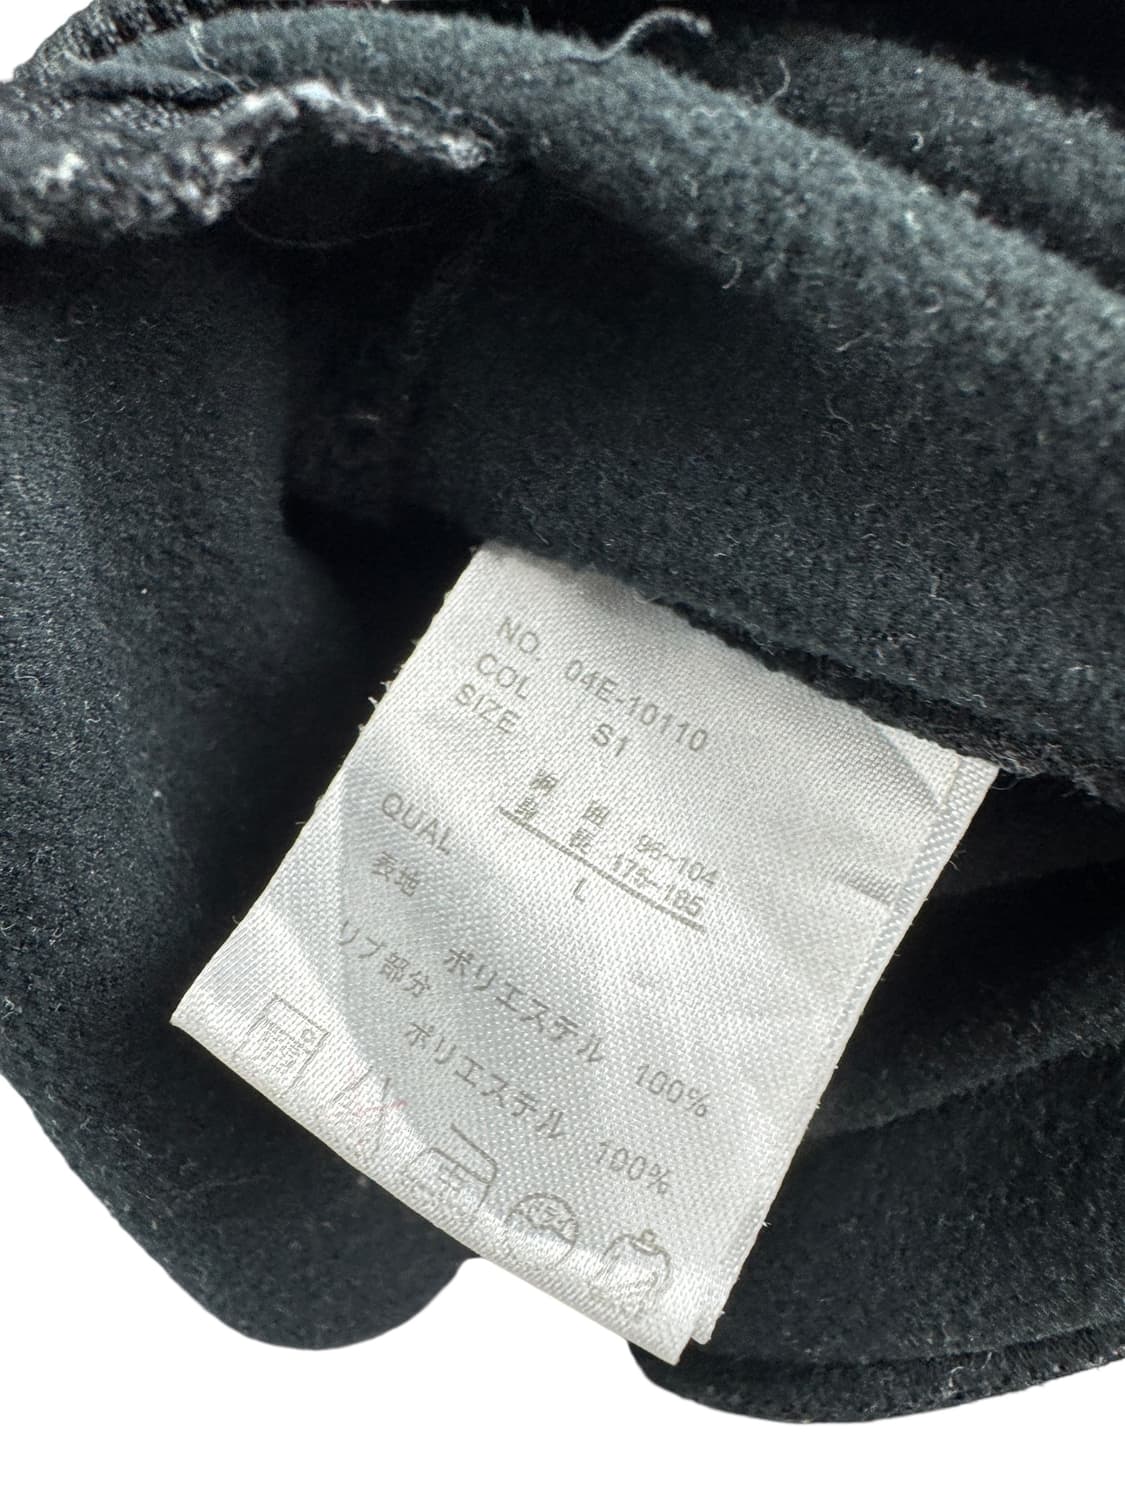 NO. 04E-10110
COL S1
SIZE
胸 囲 96~104
身 長 175~185
L
QUAL
表地
ポリエステル 100%
リブ部分
ポリエステル 100%